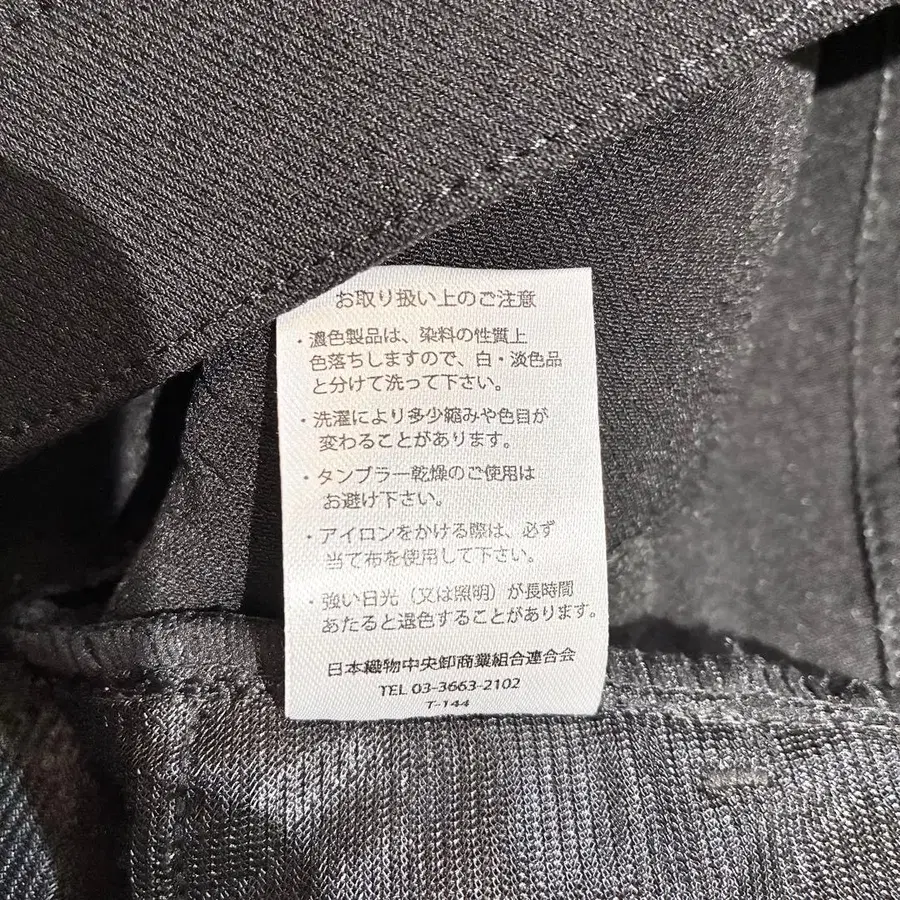 お取り扱い上のご注意
・濃色製品は、染料の性質上
色落ちしますので、白・淡色品
と分けて洗って下さい。
・洗濯により多少縮みや色目が
変わることがあります。
・タンブラー乾燥のご使用は
お避け下さい。
・アイロンをかける際は、必ず
当て布を使用して下さい。
・強い日光（又は照明）が長時間
あたると退色することがあります。
日本織物中央卸商業組合連合会
TEL 03-3663-2102
T-144